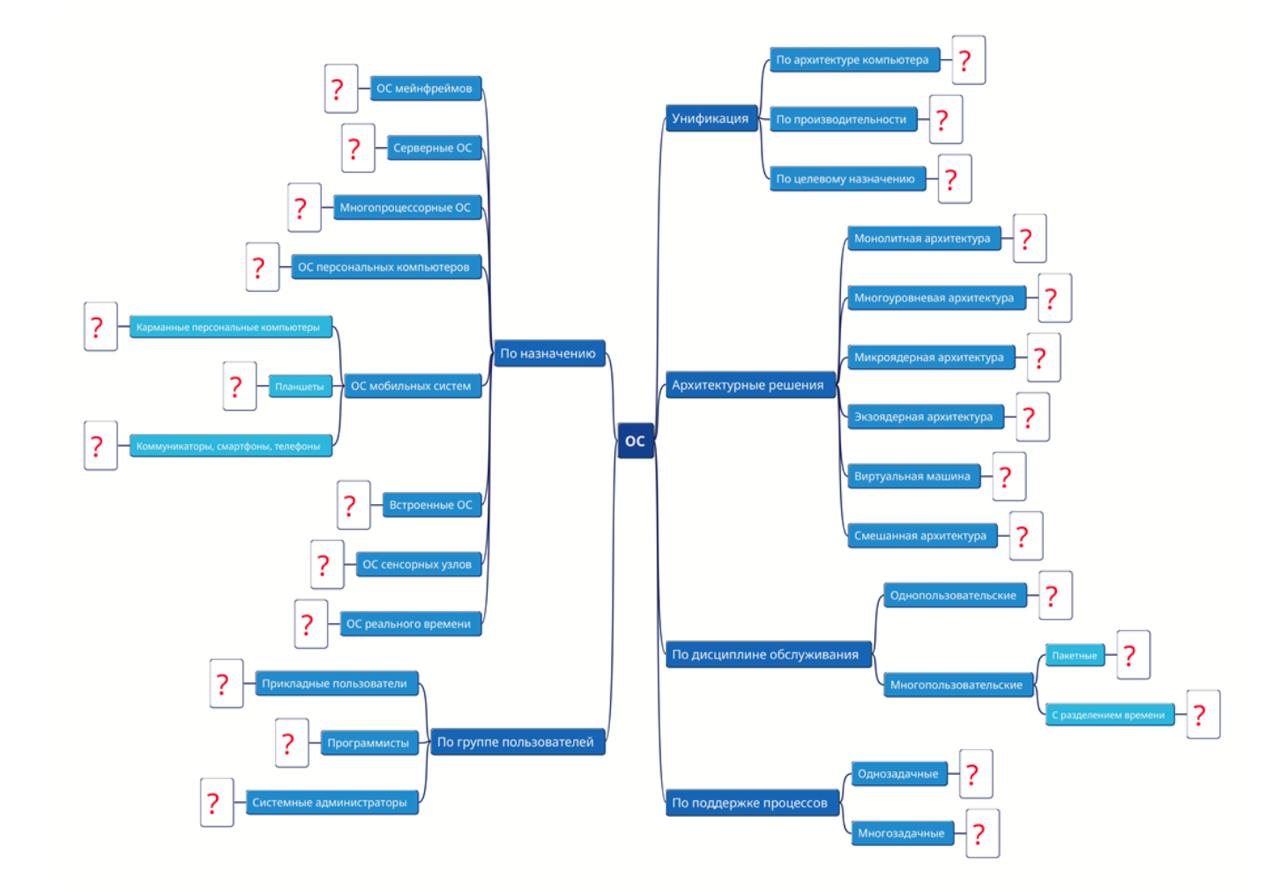 ОС
По назначению
ОС мейнфреймов
?
Серверные ОС
?
Многопроцессорные ОС
?
ОС персональных компьютеров
?
ОС мобильных систем
Карманные персональные компьютеры
?
Планшеты
?
Коммуникаторы, смартфоны, телефоны
?
Встроенные ОС
?
ОС сенсорных узлов
?
ОС реального времени
?
По группе пользователей
Прикладные пользователи
?
Программисты
?
Системные администраторы
?
Унификация
По архитектуре компьютера
?
По производительности
?
По целевому назначению
?
Архитектурные решения
Монолитная архитектура
?
Многоуровневая архитектура
?
Микроядерная архитектура
?
Экзоядерная архитектура
?
Виртуальная машина
?
Смешанная архитектура
?
По дисциплине обслуживания
Однопользовательские
?
Многопользовательские
Пакетные
?
С разделением времени
?
По поддержке процессов
Однозадачные
?
Многозадачные
?